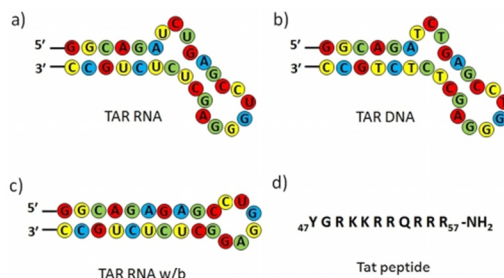 a)
5' G G C A G A U C U G A G C C U G G G A G C U C U C U G C C 3'
TAR RNA
b)
5' G G C A G A T C T G A G C C T G G G A G C T C T C T G C C 3'
TAR DNA
c)
5' G G C A G A G A G C C U G G G A G C U C U C U G C C 3'
TAR RNA w/b
d)
47YGRKKRRQRRR57-NH2
Tat peptide